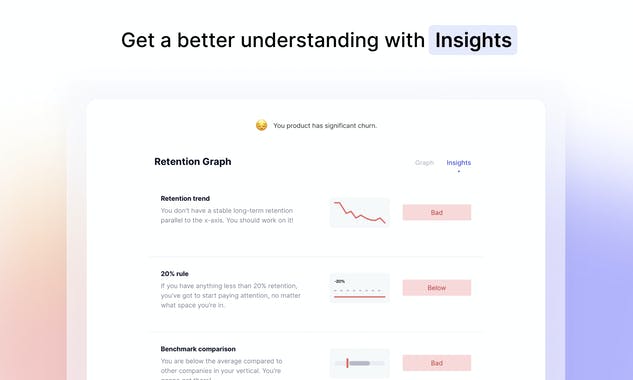 Get a better understanding with Insights
You product has significant churn.
Retention Graph
Graph
Insights
Retention trend
You don't have a stable long-term retention
parallel to the x-axis. You should work on it!
Bad
20% rule
If you have anything less than 20% retention,
you've got to start paying attention, no matter
what space you're in.
-20%
Below
Benchmark comparison
You are below the average compared to
other companies in your vertical. You're
Bad